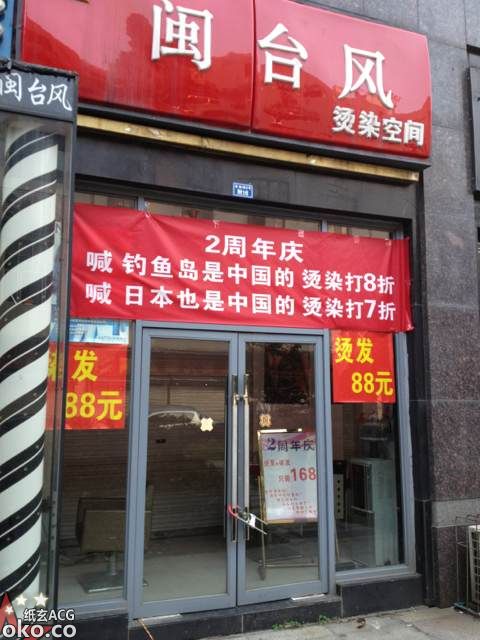 闽台风
烫染空间
闽台风
2周年庆
喊 钓鱼岛是中国的 烫染打8折
喊 日本也是中国的 烫染打7折
发
88元
烫发
88元
2周年庆
168
纸玄ACG
oko.co